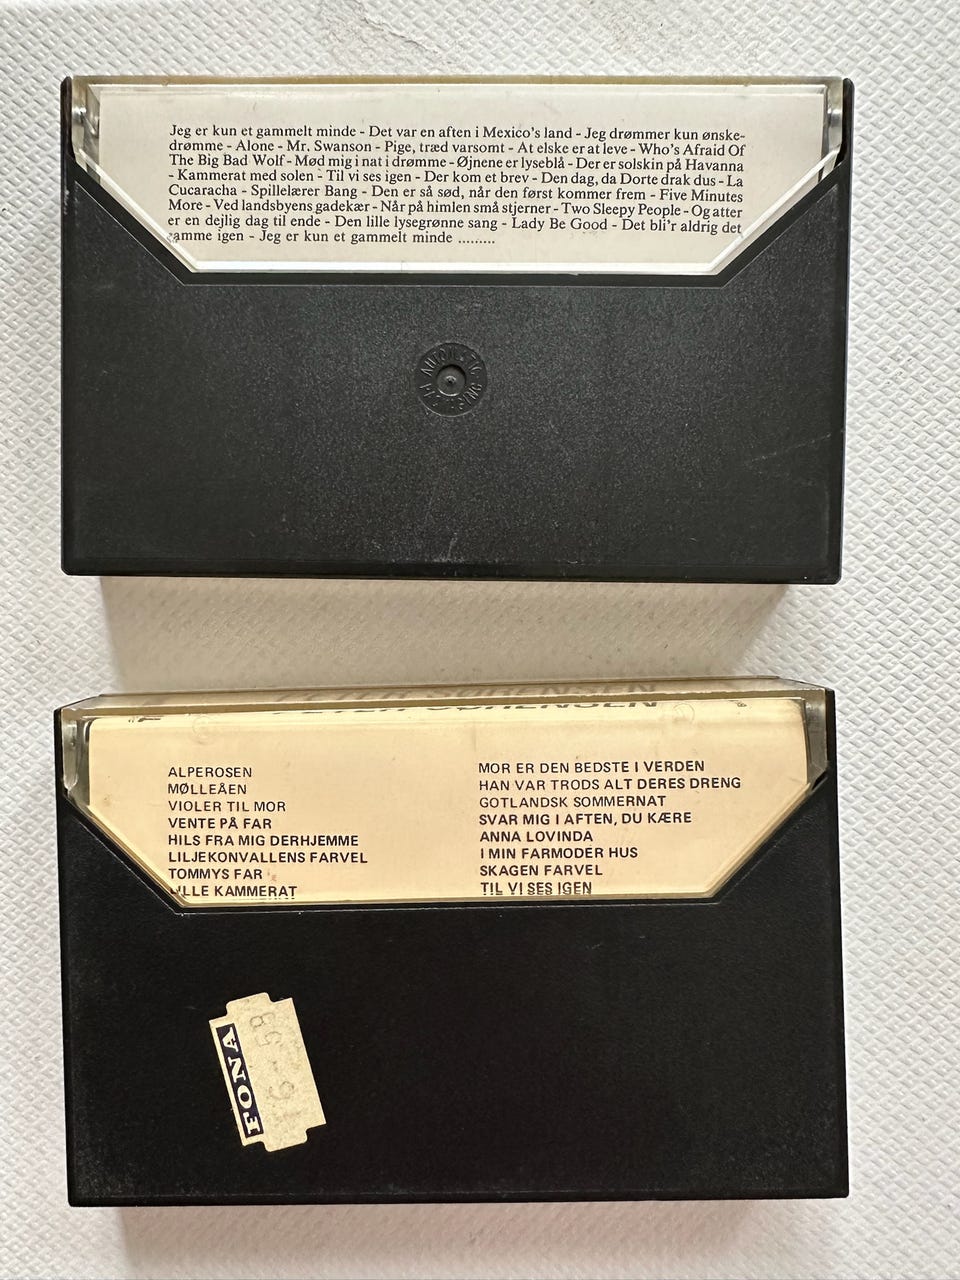 Jeg er kun et gammelt minde - Det var en aften i Mexico's land - Jeg drømmer kun ønske-
drømme - Alone - Mr. Swanson - Pige, træd varsomt - At elske er at leve - Who's Afraid Of
The Big Bad Wolf - Mød mig i nat i drømme - Øjnene er lyseblå - Der er solskin på Havanna
- Kammerat med solen - Til vi ses igen - Der kom et brev - Den dag, da Dorte drak dus - La
Cucaracha - Spillelærer Bang - Den er så sød, når den først kommer frem - Five Minutes
More - Ved landsbyens gadekær - Når på himlen små stjerner - Two Sleepy People - Og atter
er en dejlig dag til ende - Den lille lysegrønne sang - Lady Be Good - Det bli'r aldrig det
samme igen - Jeg er kun et gammelt minde .........
AUTOMATIC
PETER SØRENSEN
ALPEROSEN
MØLLEÅEN
VIOLER TIL MOR
VENTE PÅ FAR
HILS FRA MIG DERHJEMME
LILJEKONVALLENS FARVEL
TOMMYS FAR
LILLE KAMMERAT
MOR ER DEN BEDSTE I VERDEN
HAN VAR TRODS ALT DERES DRENG
GOTLANDSK SOMMERNAT
SVAR MIG I AFTEN, DU KÆRE
ANNA LOVINDA
I MIN FARMODER HUS
SKAGEN FARVEL
TIL VI SES IGEN
FONA